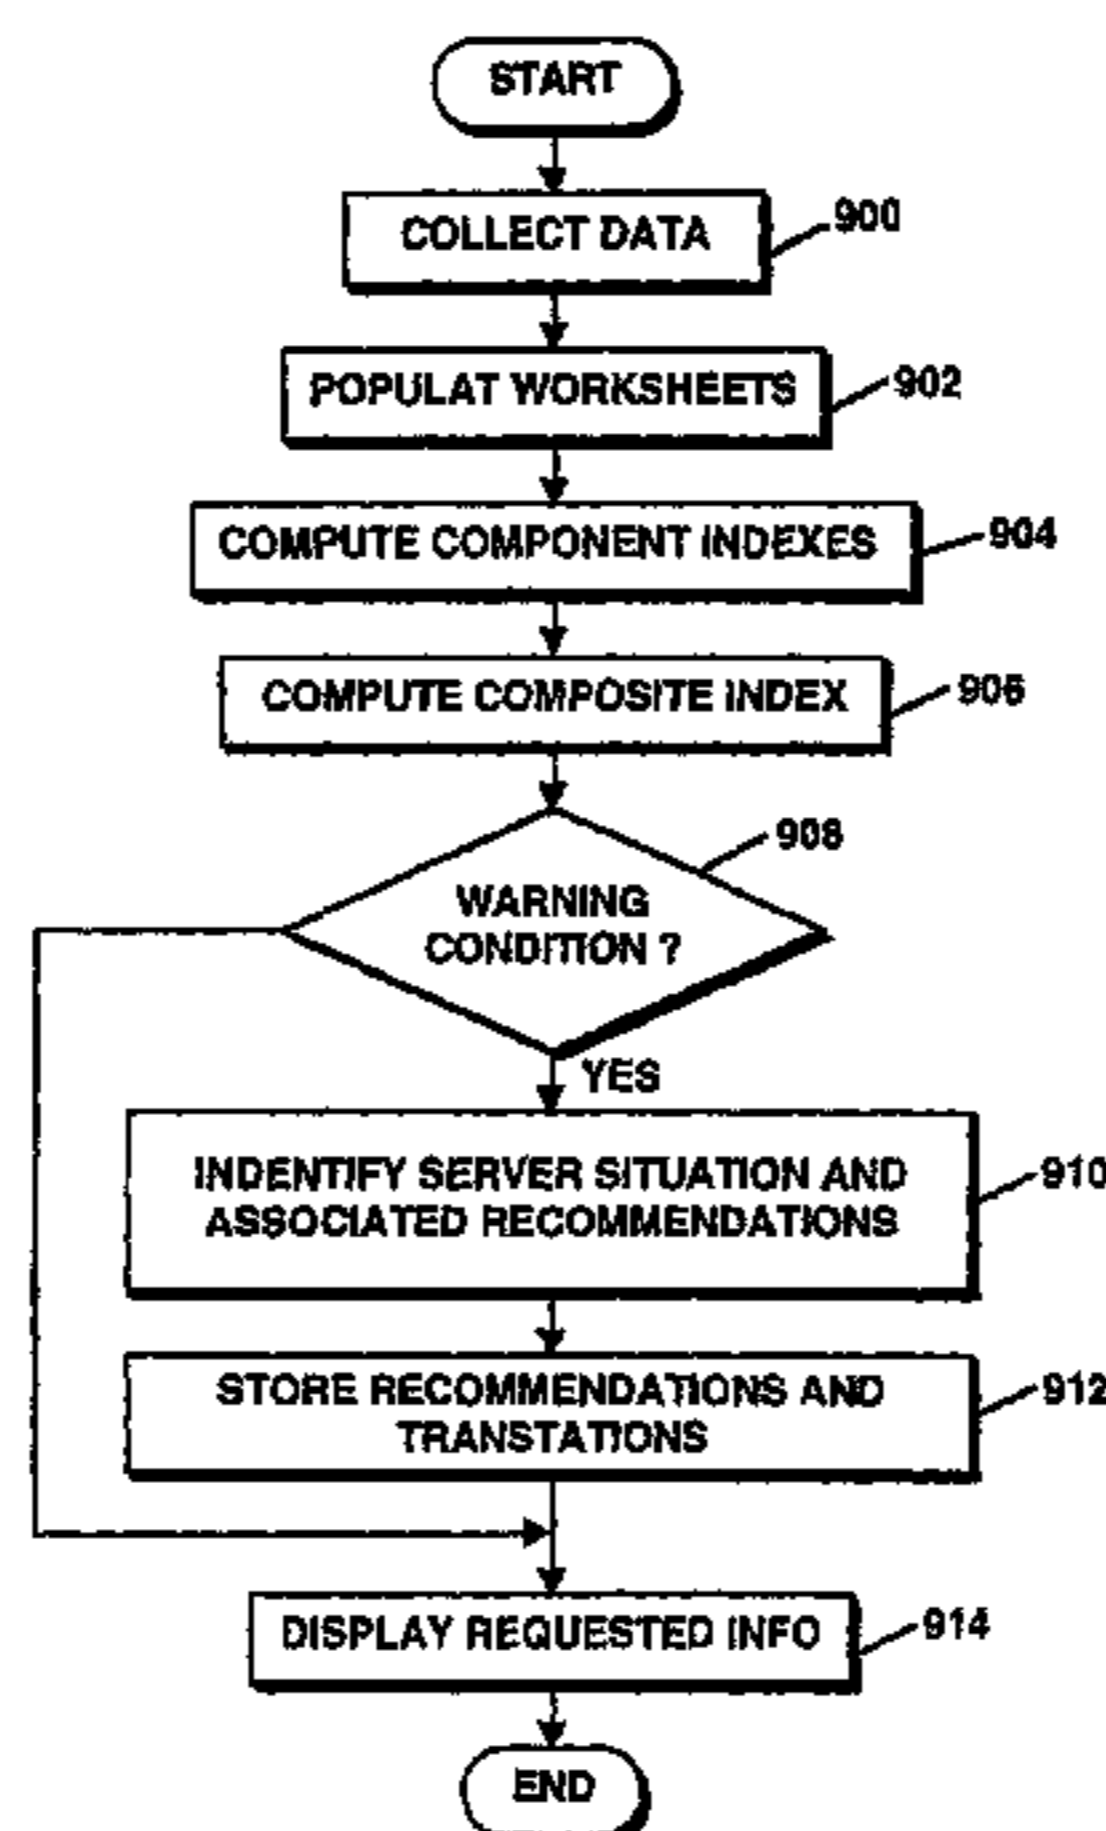 START
COLLECT DATA
900
POPULAT WORKSHEETS
902
COMPUTE COMPONENT INDEXES
904
COMPUTE COMPOSITE INDEX
906
908
WARNING
CONDITION ?
YES
INDENTIFY SERVER SITUATION AND
ASSOCIATED RECOMMENDATIONS
910
STORE RECOMMENDATIONS AND
TRANSTATIONS
912
DISPLAY REQUESTED INFO
914
END